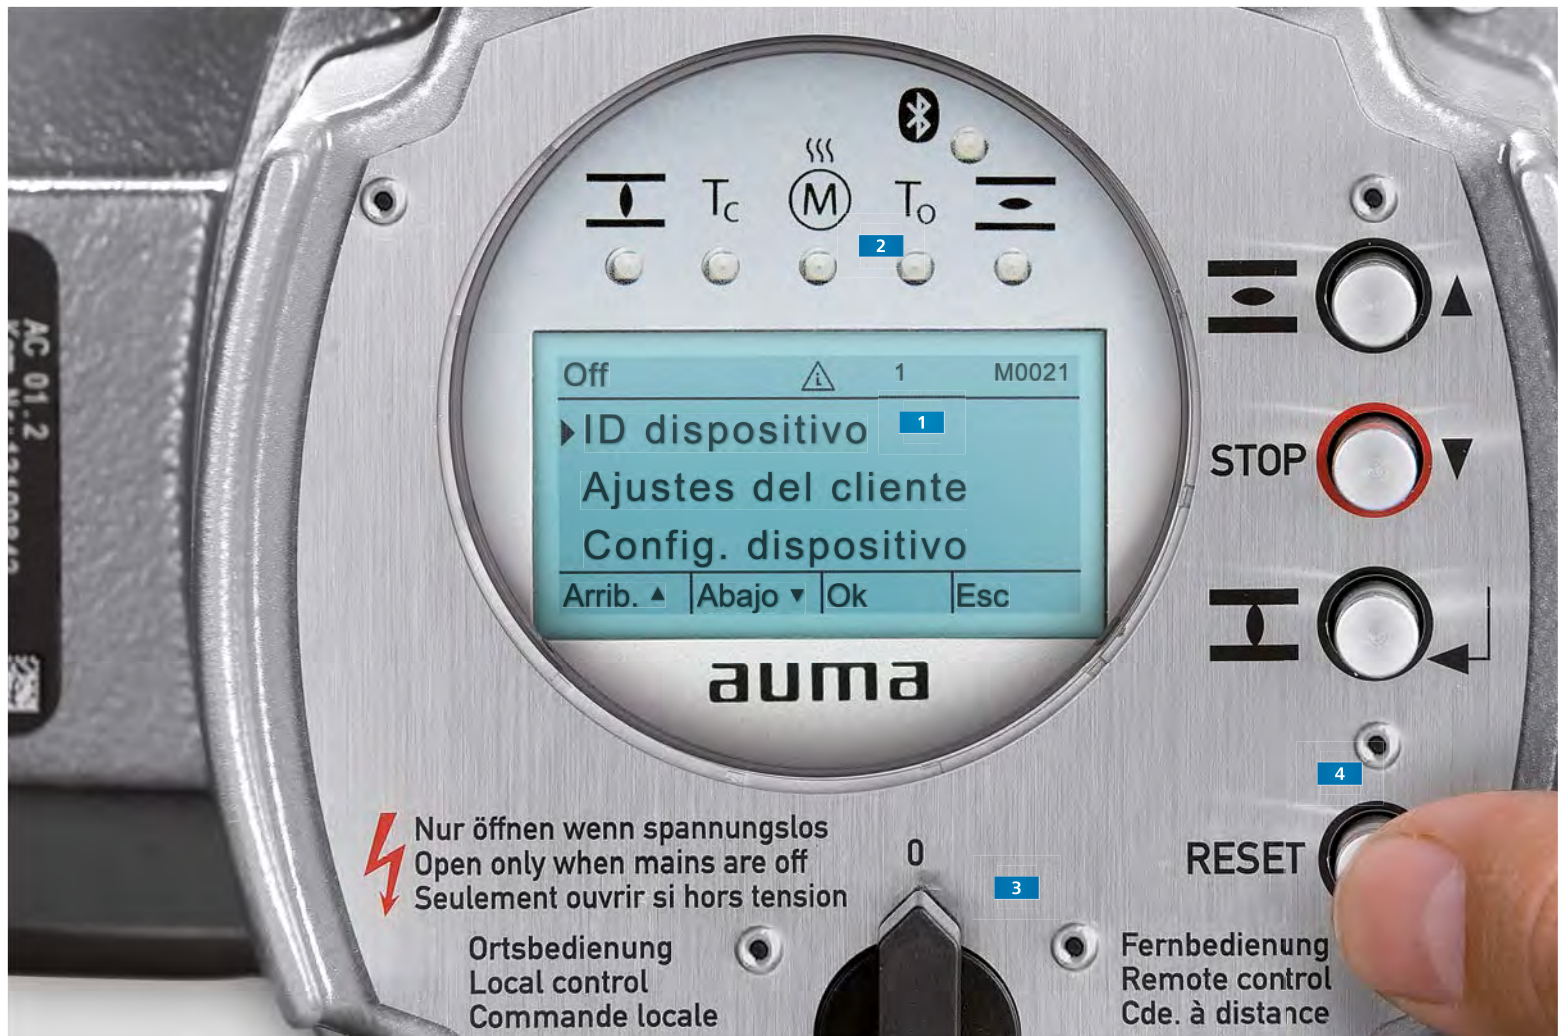 T_C
M
T_O
2
Off 1 M0021
ID dispositivo
1
Ajustes del cliente
Config. dispositivo
Arrib. ▲ Abajo ▼ Ok Esc
auma
STOP
4
RESET
Nur öffnen wenn spannungslos
Open only when mains are off
Seulement ouvrir si hors tension
0
3
Ortsbedienung
Local control
Commande locale
Fernbedienung
Remote control
Cde. à distance
AC 01.2